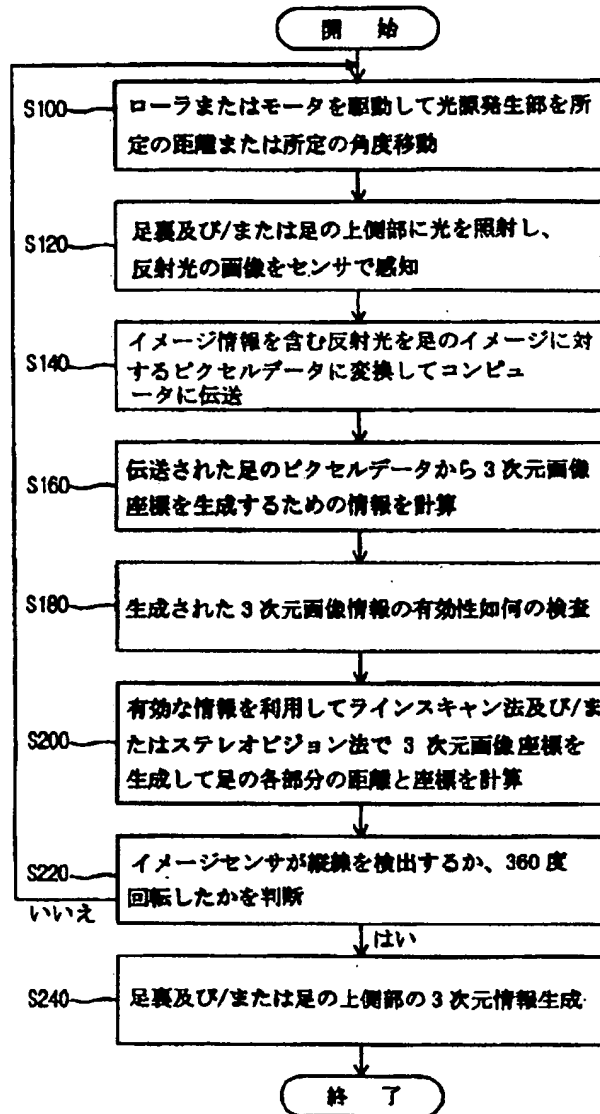 開 始
S100
ローラまたはモータを駆動して光源発生部を所
定の距離または所定の角度移動
S120
足裏及び/または足の上側部に光を照射し、
反射光の画像をセンサで感知
S140
イメージ情報を含む反射光を足のイメージに対
するピクセルデータに変換してコンピュ
ータに伝送
S160
伝送された足のピクセルデータから3次元画像
座標を生成するための情報を計算
S180
生成された3次元画像情報の有効性如何の検査
S200
有効な情報を利用してラインスキャン法及び/ま
たはステレオビジョン法で 3 次元画像座標を
生成して足の各部分の距離と座標を計算
S220
イメージセンサが縦線を検出するか、360度
回転したかを判断
いいえ
はい
S240
足裏及び/または足の上側部の3次元情報生成
終 了